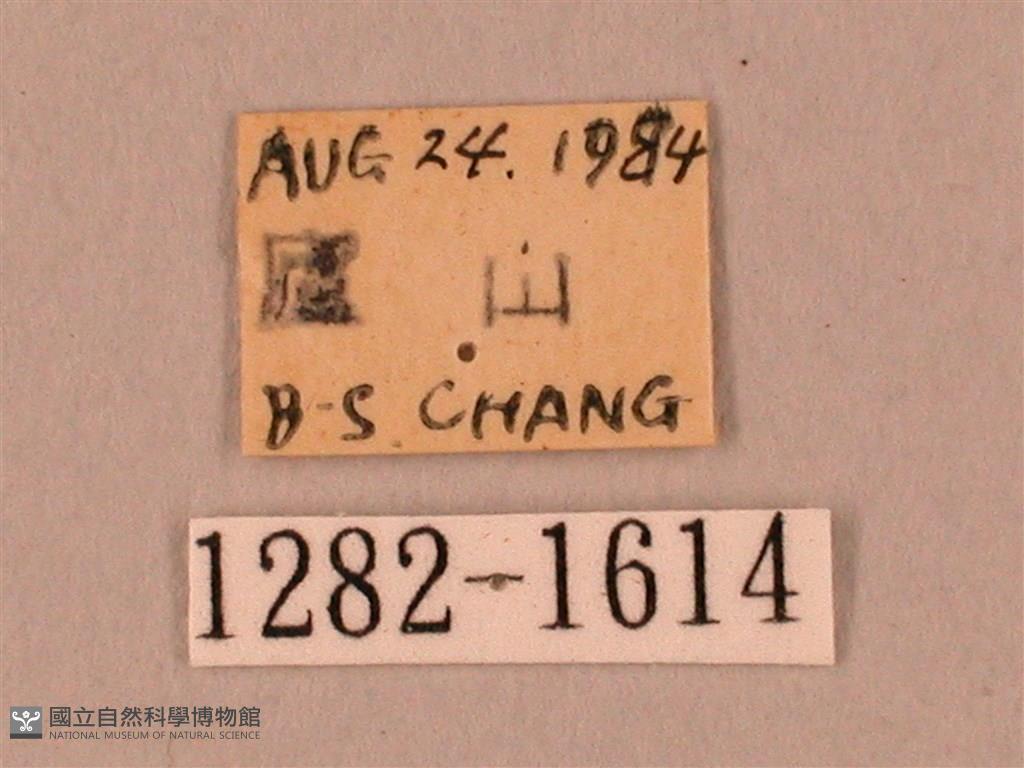 AUG 24. 1984
山
B-S. CHANG
1282-1614
國立自然科學博物館
NATIONAL MUSEUM OF NATURAL SCIENCE